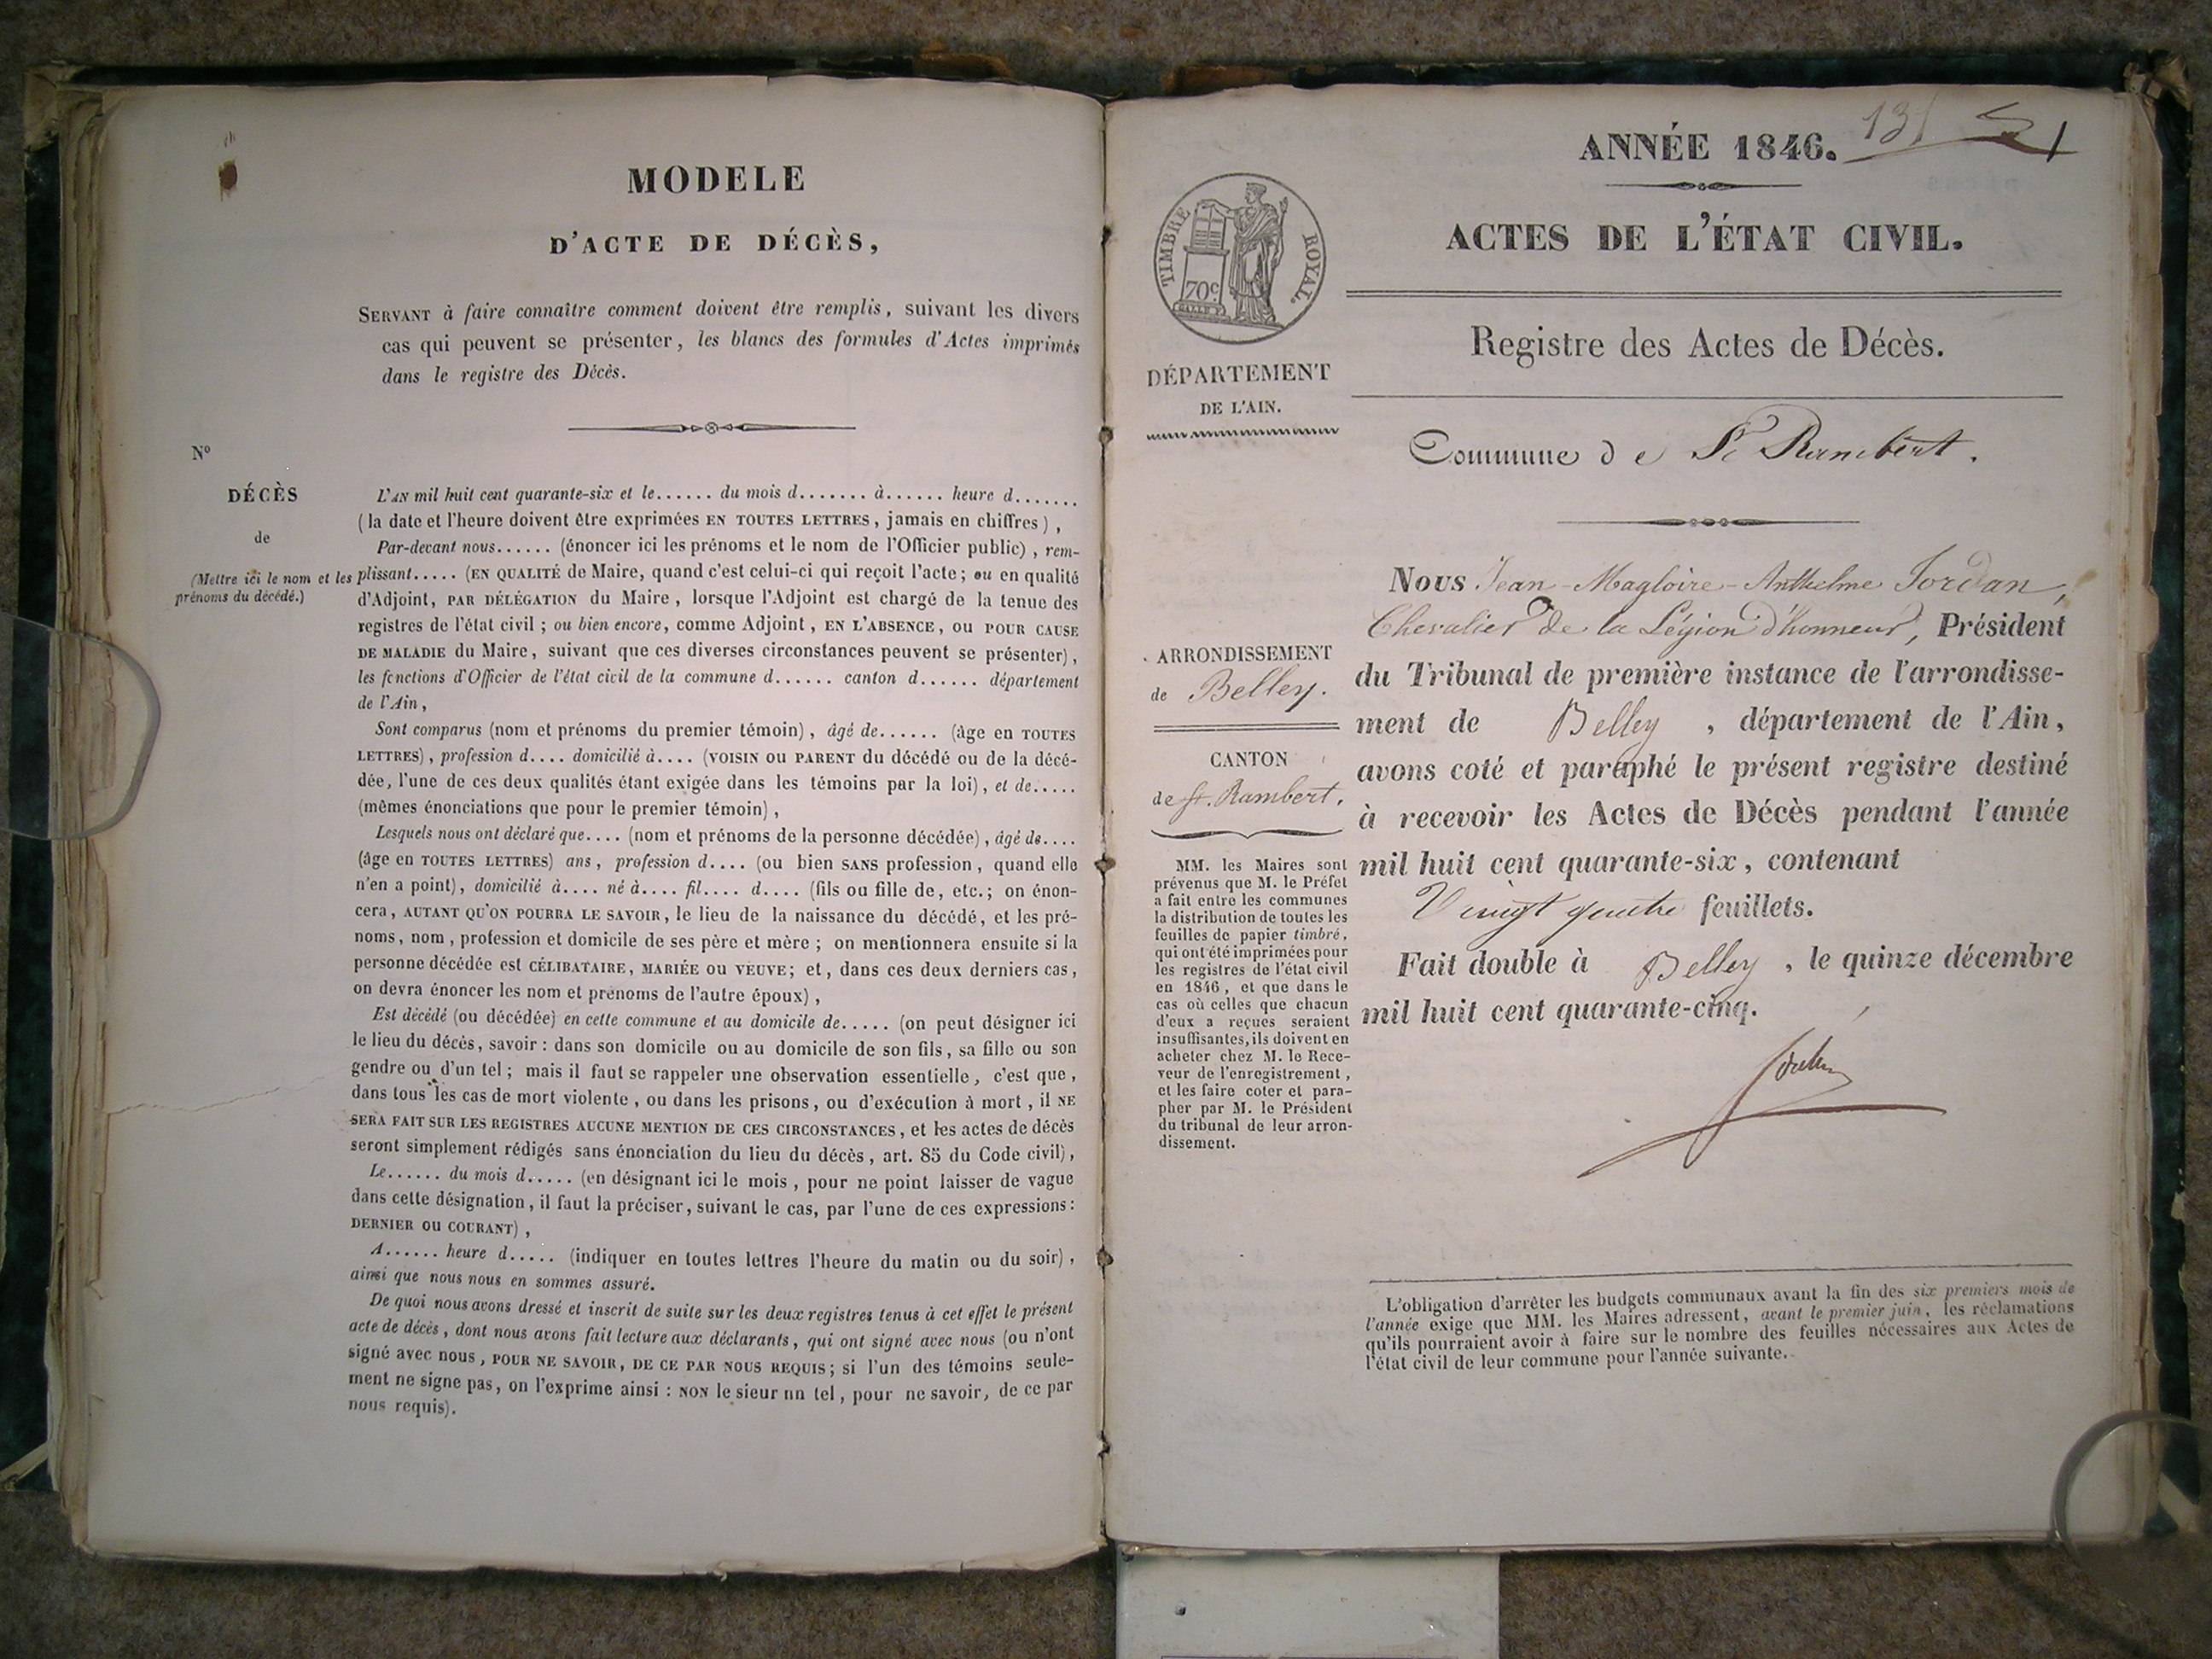 MODELE
D'ACTE DE DÉCÈS,
SERVANT à faire connaître comment doivent être remplis, suivant les divers
cas qui peuvent se présenter, les blancs des formules d'Actes imprimés
dans le registre des Décès.
N°
DÉCÈS
de
(Mettre ici le nom et les
prénoms du décédé.)
L'AN mil huit cent quarante-six et le...... du mois d....... à...... heure d.......
(la date et l'heure doivent être exprimées EN TOUTES LETTRES, jamais en chiffres),
Par-devant nous...... (énoncer ici les prénoms et le nom de l'Officier public), rem-
plissant..... (EN QUALITÉ de Maire, quand c'est celui-ci qui reçoit l'acte; ou en qualité
d'Adjoint, PAR DÉLÉGATION du Maire, lorsque l'Adjoint est chargé de la tenue des
registres de l'état civil; ou bien encore, comme Adjoint, EN L'ABSENCE, OU POUR CAUSE
DE MALADIE du Maire, suivant que ces diverses circonstances peuvent se présenter),
les fonctions d'Officier de l'état civil de la commune d...... canton d...... département
de l'Ain,
Sont comparus (nom et prénoms du premier témoin), âgé de...... (âge en TOUTES
LETTRES), profession d.... domicilié à.... (VOISIN OU PARENT du décédé ou de la décé-
dée, l'une de ces deux qualités étant exigée dans les témoins par la loi), et de.....
(mêmes énonciations que pour le premier témoin),
Lesquels nous ont déclaré que.... (nom et prénoms de la personne décédée), âgé de....
(âge en TOUTES LETTRES) ans, profession d.... (ou bien SANS profession, quand elle
n'en a point), domicilié à.... né à.... fil.... d.... (fils ou fille de, etc.; on énon-
cera, AUTANT QU'ON POURRA LE SAVOIR, le lieu de la naissance du décédé, et les pré-
noms, nom, profession et domicile de ses père et mère; on mentionnera ensuite si la
personne décédée est CÉLIBATAIRE, MARIÉE OU VEUVE; et, dans ces deux derniers cas,
on devra énoncer les nom et prénoms de l'autre époux),
Est décédé (ou décédée) en cette commune et au domicile de..... (on peut désigner ici
le lieu du décès, savoir: dans son domicile ou au domicile de son fils, sa fille ou son
gendre ou d'un tel; mais il faut se rappeler une observation essentielle, c'est que,
dans tous les cas de mort violente, ou dans les prisons, ou d'exécution à mort, il NE
SERA FAIT SUR LES REGISTRES AUCUNE MENTION DE CES CIRCONSTANCES, et les actes de décès
seront simplement rédigés sans énonciation du lieu du décès, art. 85 du Code civil),
Le...... du mois d..... (en désignant ici le mois, pour ne point laisser de vague
dans cette désignation, il faut la préciser, suivant le cas, par l'une de ces expressions:
DERNIER OU COURANT),
A...... heure d..... (indiquer en toutes lettres l'heure du matin ou du soir),
ainsi que nous nous en sommes assuré.
De quoi nous avons dressé et inscrit de suite sur les deux registres tenus à cet effet le présent
acte de décès, dont nous avons fait lecture aux déclarants, qui ont signé avec nous (ou n'ont
signé avec nous, POUR NE SAVOIR, DE CE PAR NOUS REQUIS; si l'un des témoins seule-
ment ne signe pas, on l'exprime ainsi: NON le sieur un tel, pour ne savoir, de ce par
nous requis).
ANNÉE 1846.
131
1
ACTES DE L'ÉTAT CIVIL.
TIMBRE ROYAL.
70c
Registre des Actes de Décès.
DÉPARTEMENT
DE L'AIN.
Commune de St Rambert.
Nous Jean-Magloire-Anthelme Jordan,
Chevalier de la Légion d'honneur, Président
du Tribunal de première instance de l'arrondisse-
ment de Belley, département de l'Ain,
avons coté et paraphé le présent registre destiné
à recevoir les Actes de Décès pendant l'année
mil huit cent quarante-six, contenant
Vingt quatre feuillets.
Fait double à Belley, le quinze décembre
mil huit cent quarante-cinq.
ARRONDISSEMENT
de Belley.
CANTON
de St. Rambert.
MM. les Maires sont
prévenus que M. le Préfet
a fait entre les communes
la distribution de toutes les
feuilles de papier timbré,
qui ont été imprimées pour
les registres de l'état civil
en 1846, et que dans le
cas où celles que chacun
d'eux a reçues seraient
insuffisantes, ils doivent en
acheter chez M. le Rece-
veur de l'enregistrement,
et les faire coter et para-
pher par M. le Président
du tribunal de leur arron-
dissement.
L'obligation d'arrêter les budgets communaux avant la fin des six premiers mois de
l'année exige que MM. les Maires adressent, avant le premier juin, les réclamations
qu'ils pourraient avoir à faire sur le nombre des feuilles nécessaires aux Actes de
l'état civil de leur commune pour l'année suivante.